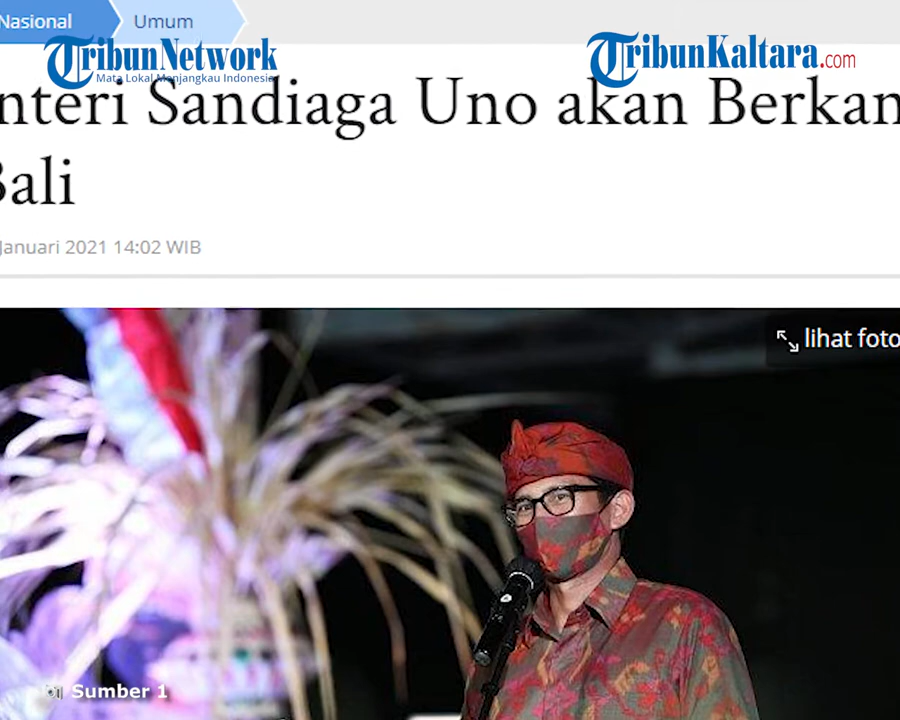 Nasional
Umum
TribunNetwork
Mata Lokal Menjangkau Indonesia
TribunKaltara.com
nteri Sandiaga Uno akan Berkan
Bali
Januari 2021 14:02 WIB
lihat foto
Sumber 1